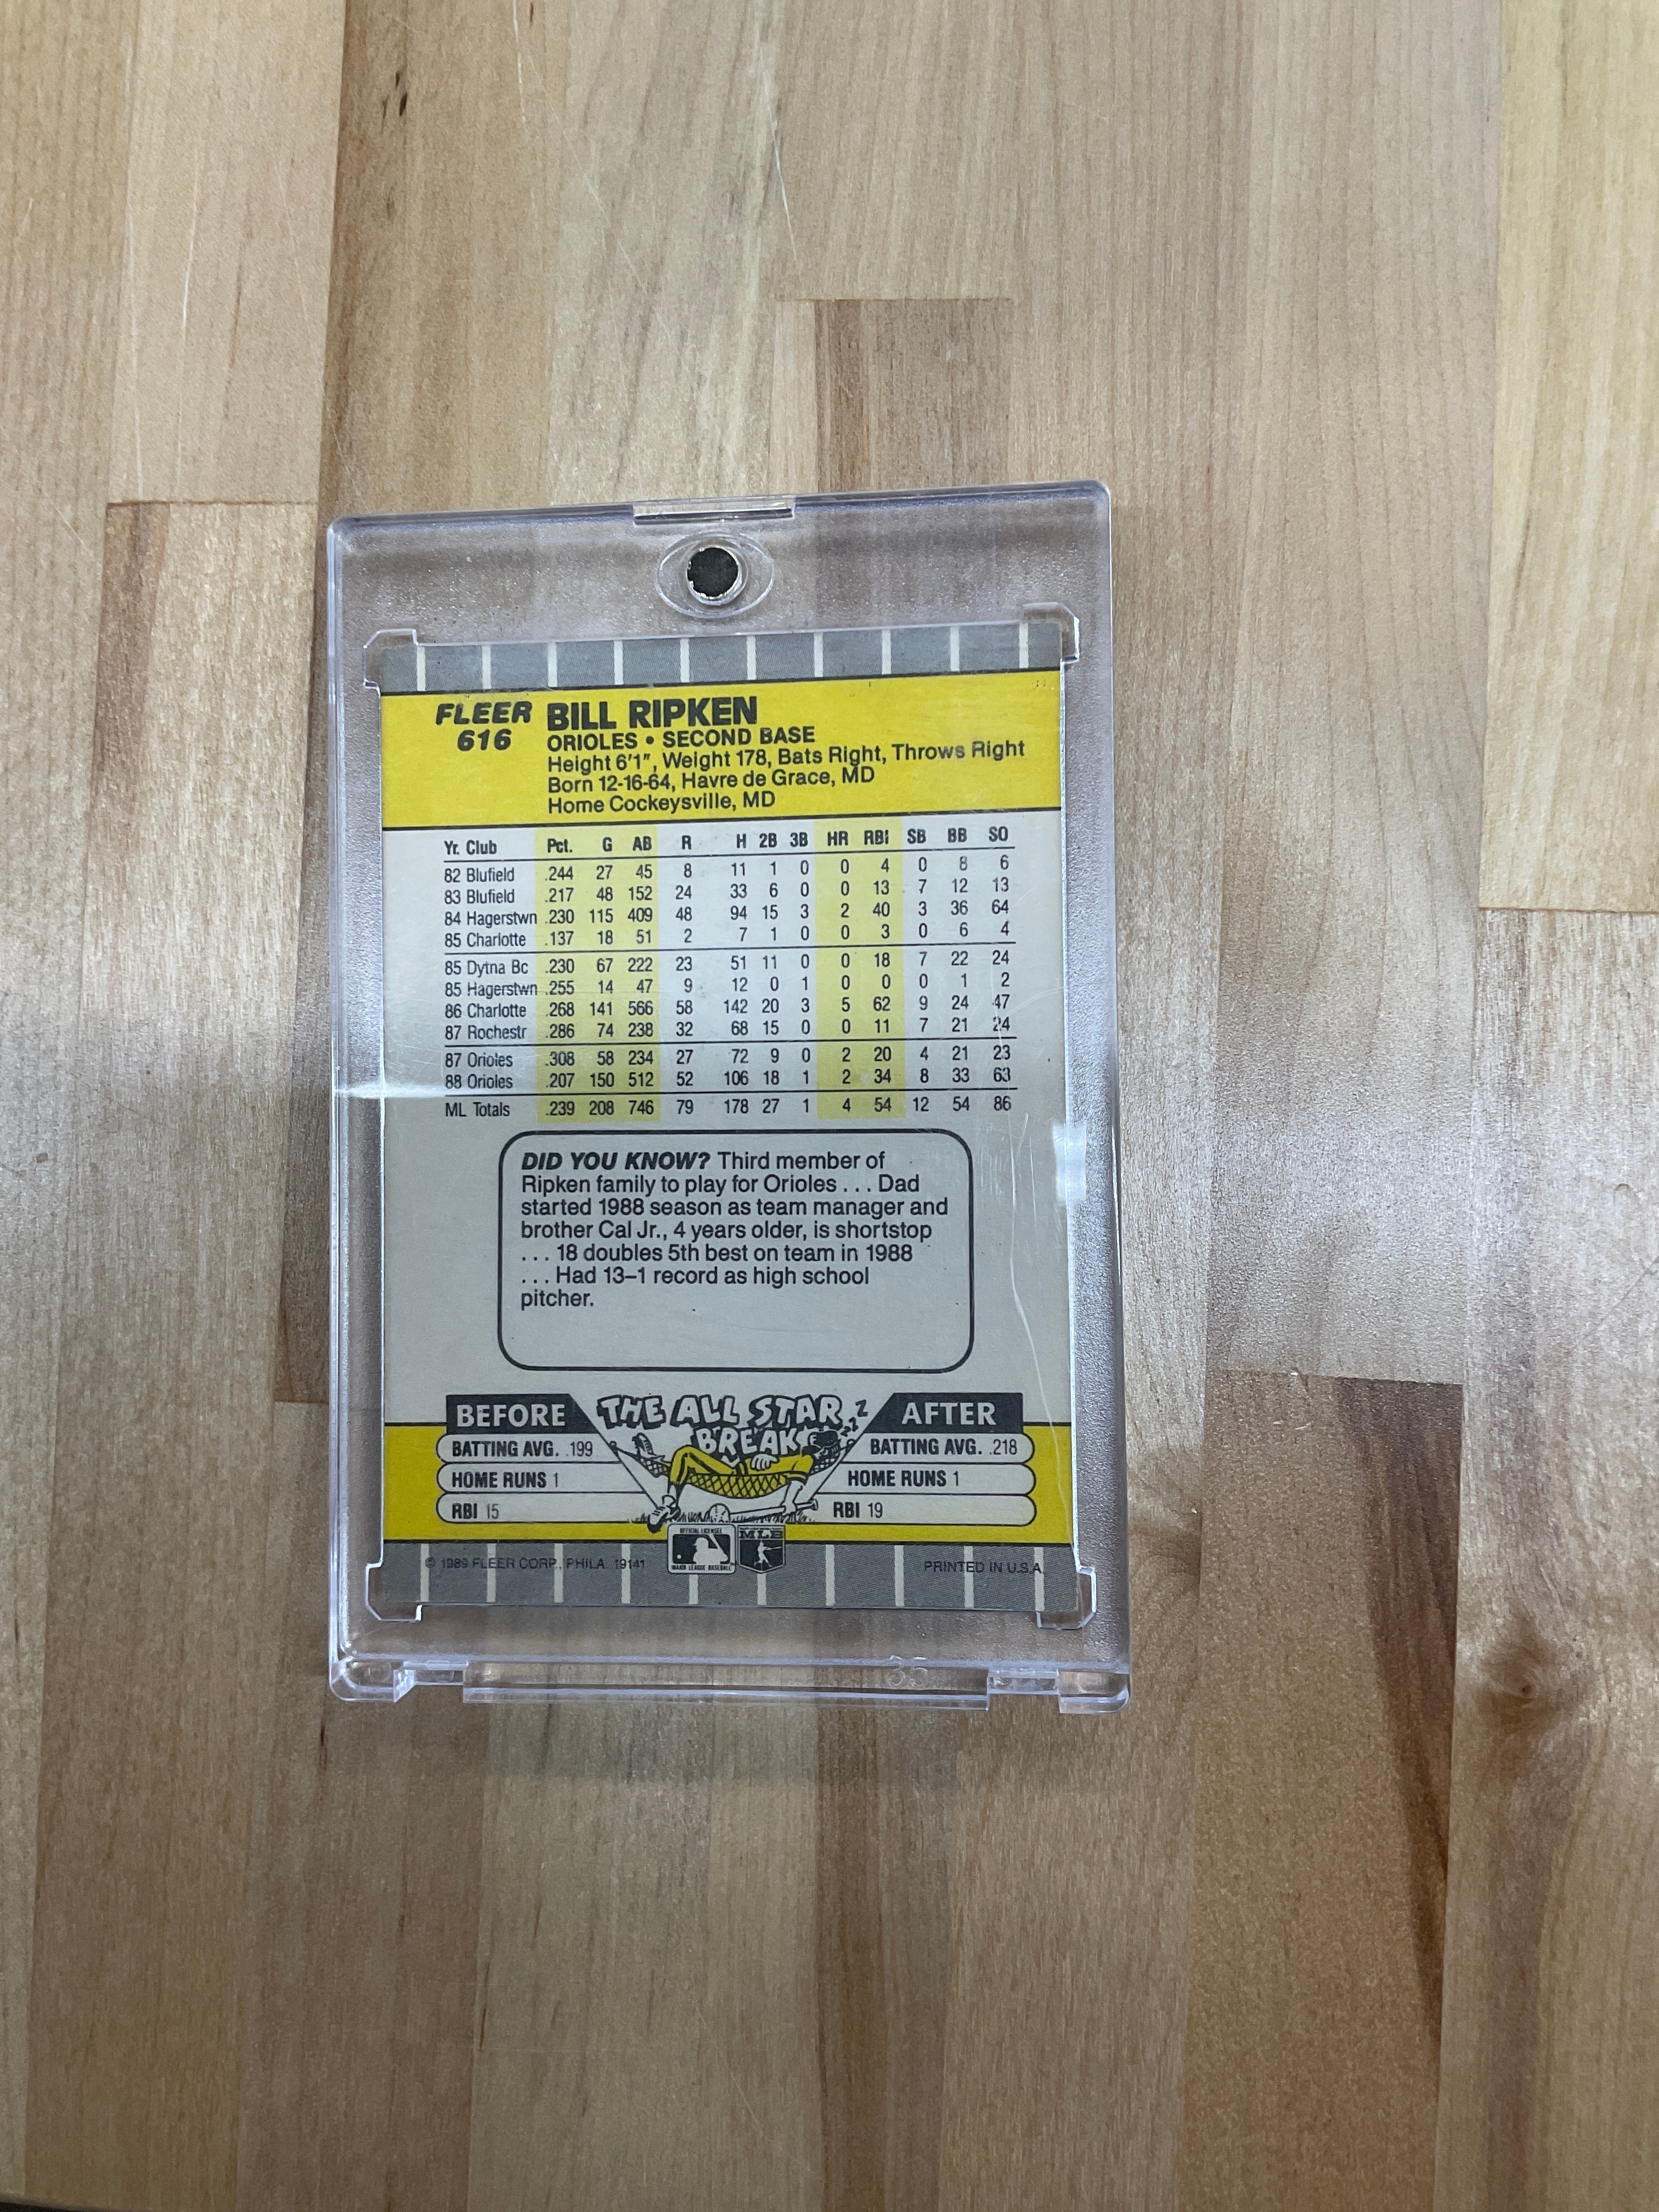 FLEER
616
BILL RIPKEN
ORIOLES • SECOND BASE
Height 6'1", Weight 178, Bats Right, Throws Right
Born 12-16-64, Havre de Grace, MD
Home Cockeysville, MD
Yr. Club Pct. G AB R H 2B 3B HR RBI SB BB SO
82 Blufield .244 27 45 8 11 1 0 0 4 0 8 6
83 Blufield .217 48 152 24 33 6 0 0 13 7 12 13
84 Hagerstwn .230 115 409 48 94 15 3 2 40 3 36 64
85 Charlotte .137 18 51 2 7 1 0 0 3 0 6 4
85 Dytna Bc .230 67 222 23 51 11 0 0 18 7 22 24
85 Hagerstwn .255 14 47 9 12 0 1 0 0 0 1 2
86 Charlotte .268 141 566 58 142 20 3 5 62 9 24 47
87 Rochestr .286 74 238 32 68 15 0 0 11 7 21 24
87 Orioles .308 58 234 27 72 9 0 2 20 4 21 23
88 Orioles .207 150 512 52 106 18 1 2 34 8 33 63
ML Totals .239 208 746 79 178 27 1 4 54 12 54 86
DID YOU KNOW? Third member of
Ripken family to play for Orioles . . . Dad
started 1988 season as team manager and
brother Cal Jr., 4 years older, is shortstop
. . . 18 doubles 5th best on team in 1988
. . . Had 13–1 record as high school
pitcher.
BEFORE
BATTING AVG. .199
HOME RUNS 1
RBI 15
THE ALL STAR
BREAK
Z Z Z Z
AFTER
BATTING AVG. .218
HOME RUNS 1
RBI 19
© 1989 FLEER CORP., PHILA. 19141
OFFICIAL LICENSEE
MAJOR LEAGUE BASEBALL
MLB
PRINTED IN U.S.A.
35